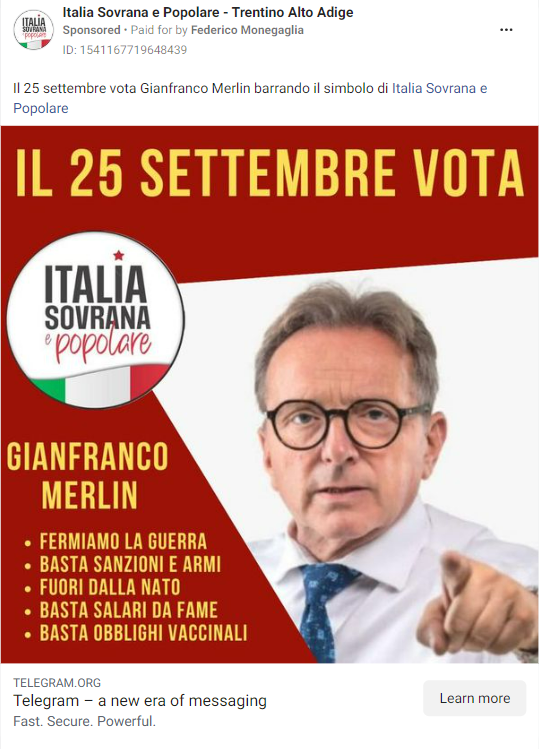 Italia Sovrana e Popolare - Trentino Alto Adige
Sponsored • Paid for by Federico Monegaglia
ID: 1541167719648439
Il 25 settembre vota Gianfranco Merlin barrando il simbolo di Italia Sovrana e
Popolare
IL 25 SETTEMBRE VOTA
ITALIA
SOVRANA
e popolare
GIANFRANCO
MERLIN
• FERMIAMO LA GUERRA
• BASTA SANZIONI E ARMI
• FUORI DALLA NATO
• BASTA SALARI DA FAME
• BASTA OBBLIGHI VACCINALI
TELEGRAM.ORG
Telegram – a new era of messaging
Fast. Secure. Powerful.
Learn more